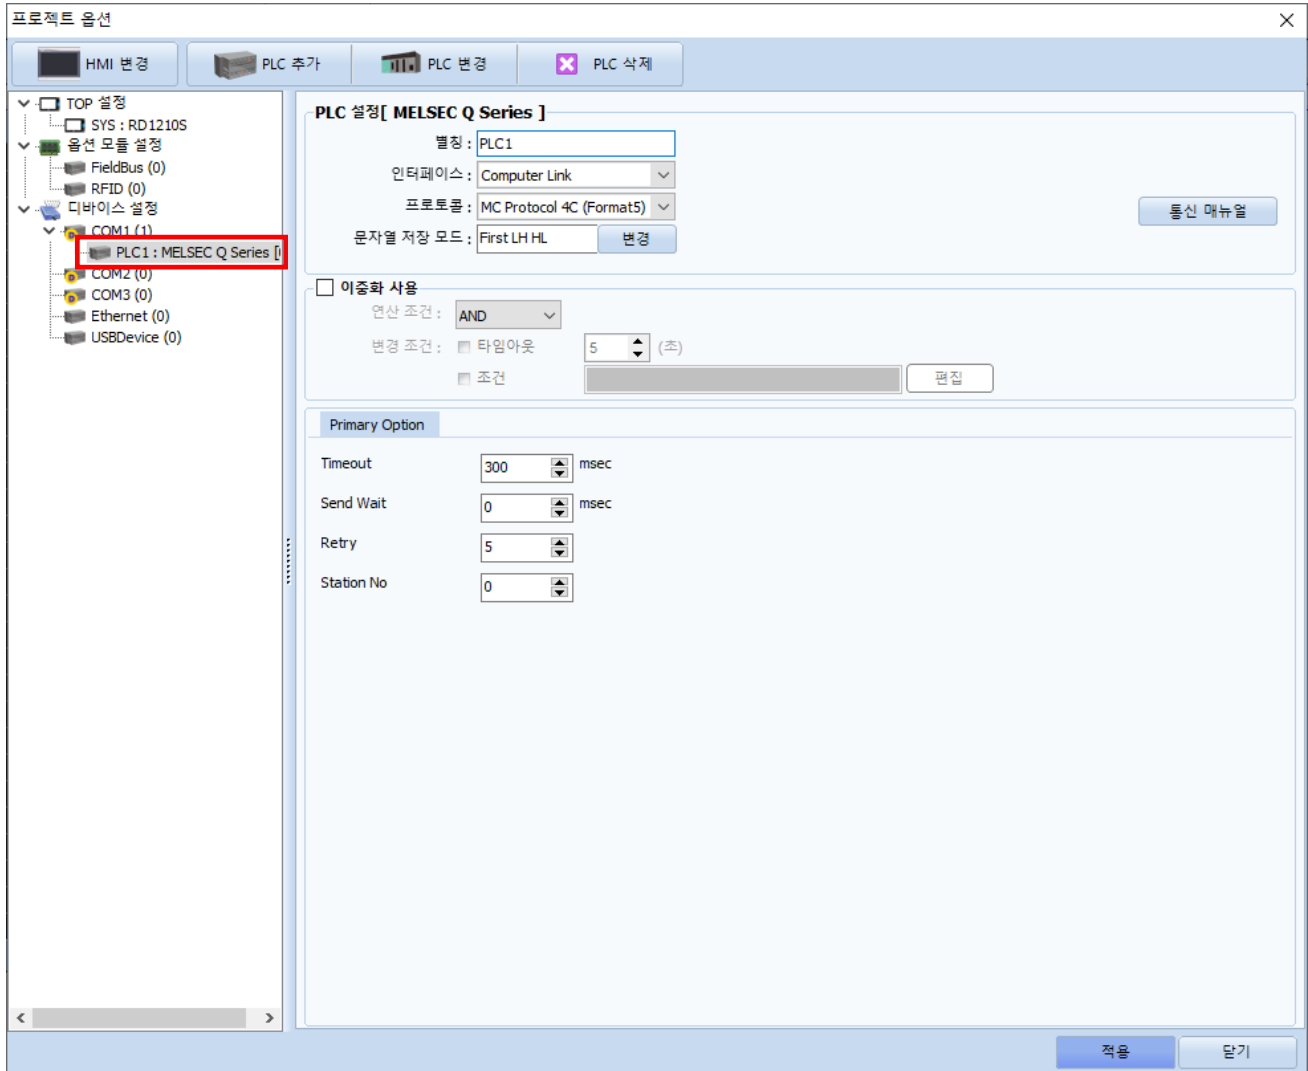 프로젝트 옵션
HMI 변경
PLC 추가
PLC 변경
PLC 삭제
TOP 설정
SYS : RD1210S
옵션 모듈 설정
FieldBus (0)
RFID (0)
디바이스 설정
COM1 (1)
PLC1 : MELSEC Q Series [
COM2 (0)
COM3 (0)
Ethernet (0)
USBDevice (0)
PLC 설정[ MELSEC Q Series ]
별칭 : PLC1
인터페이스 : Computer Link
프로토콜 : MC Protocol 4C (Format5)
통신 매뉴얼
문자열 저장 모드 : First LH HL 변경
이중화 사용
연산 조건 : AND
변경 조건 : 타임아웃 5 (초)
조건 편집
Primary Option
Timeout 300 msec
Send Wait 0 msec
Retry 5
Station No 0
적용 닫기